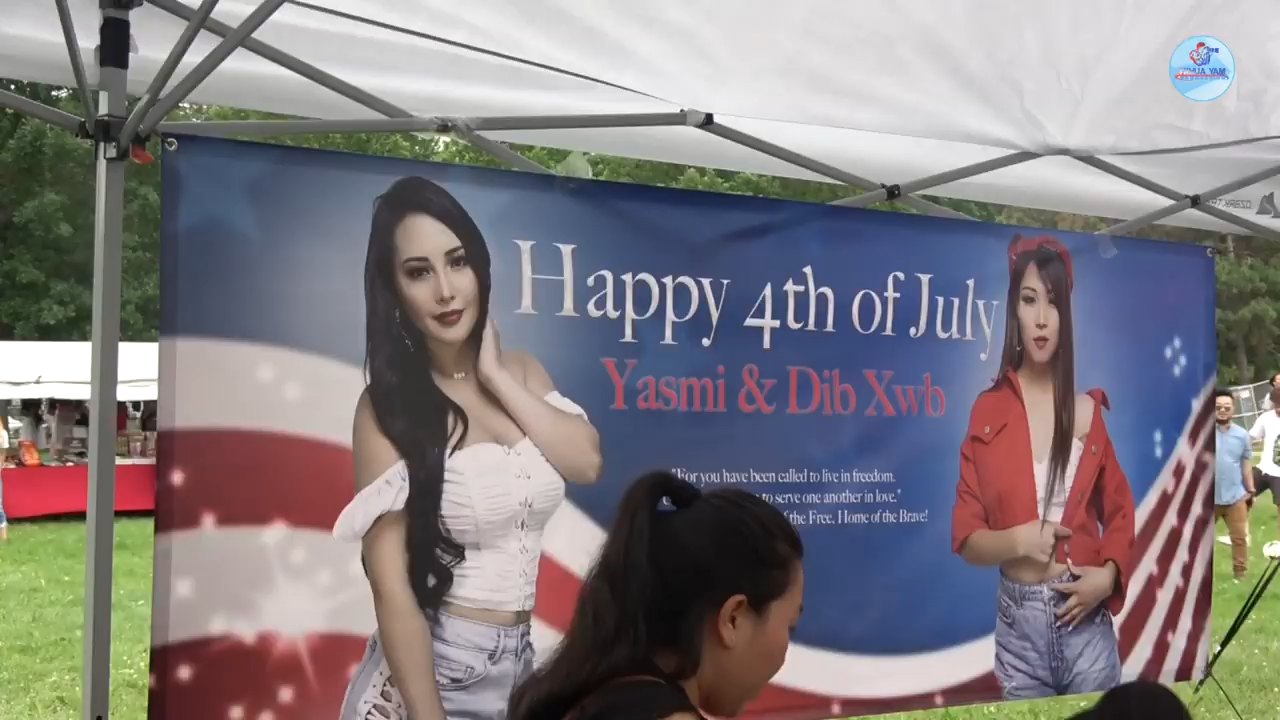 Happy 4th of July
Yasmi & Dib Xwb
"For you have been called to live in freedom.
to serve one another in love."
of the Free, Home of the Brave!